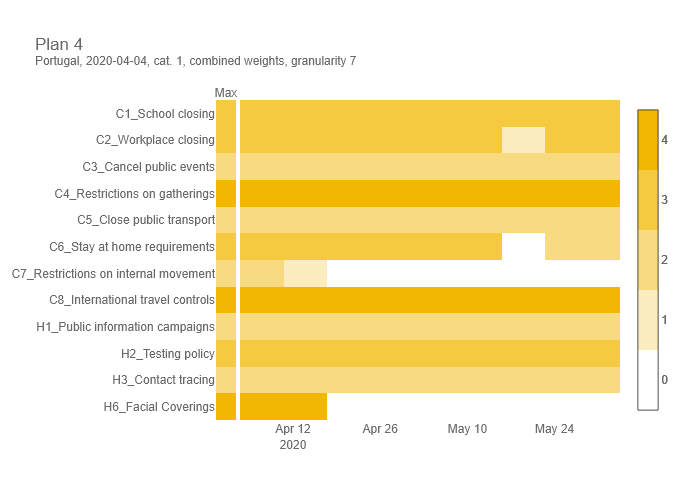 Plan 4
Portugal, 2020-04-04, cat. 1, combined weights, granularity 7
Max
C1_School closing
C2_Workplace closing
C3_Cancel public events
C4_Restrictions on gatherings
C5_Close public transport
C6_Stay at home requirements
C7_Restrictions on internal movement
C8_International travel controls
H1_Public information campaigns
H2_Testing policy
H3_Contact tracing
H6_Facial Coverings
Apr 12 Apr 26 May 10 May 24
2020
4
3
2
1
0